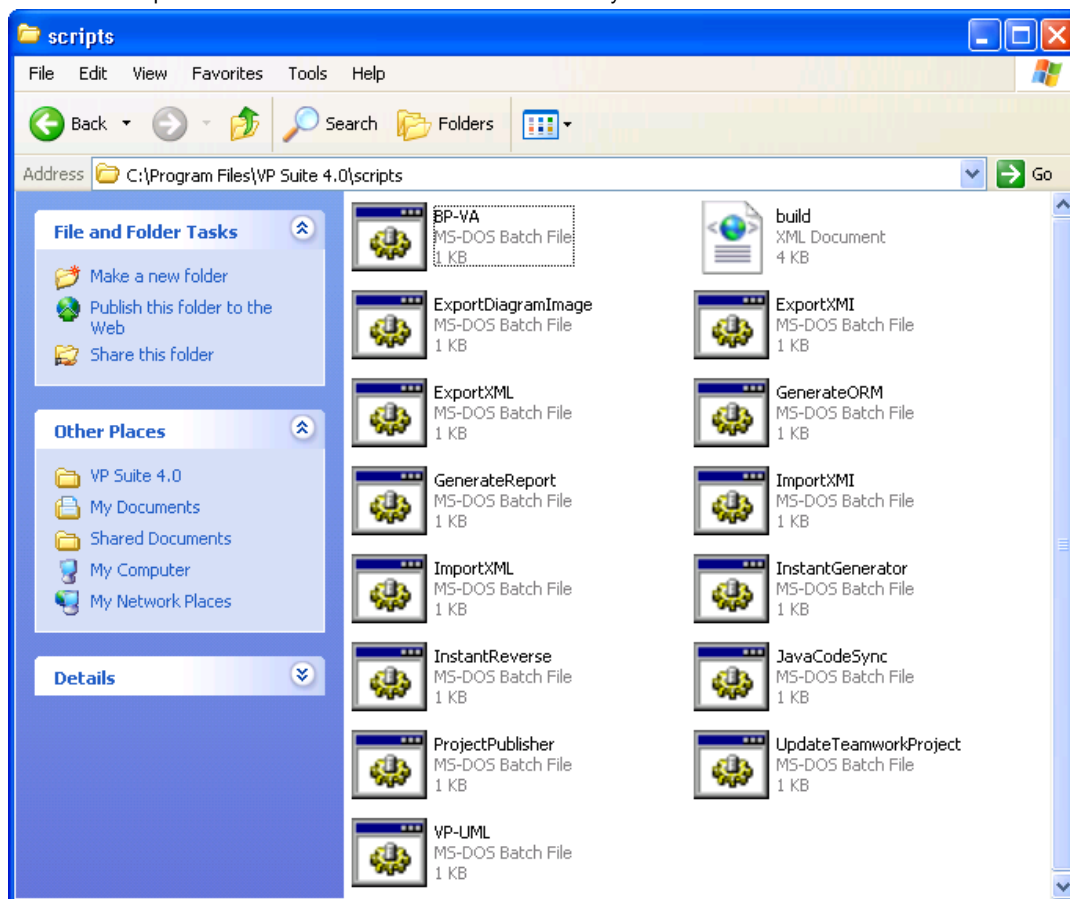 scripts
File Edit View Favorites Tools Help
Back Search Folders
Address C:\Program Files\VP Suite 4.0\scripts Go
File and Folder Tasks
Make a new folder
Publish this folder to the
Web
Share this folder
Other Places
VP Suite 4.0
My Documents
Shared Documents
My Computer
My Network Places
Details
BP-VA
MS-DOS Batch File
1 KB
build
XML Document
4 KB
ExportDiagramImage
MS-DOS Batch File
1 KB
ExportXMI
MS-DOS Batch File
1 KB
ExportXML
MS-DOS Batch File
1 KB
GenerateORM
MS-DOS Batch File
1 KB
GenerateReport
MS-DOS Batch File
1 KB
ImportXMI
MS-DOS Batch File
1 KB
ImportXML
MS-DOS Batch File
1 KB
InstantGenerator
MS-DOS Batch File
1 KB
InstantReverse
MS-DOS Batch File
1 KB
JavaCodeSync
MS-DOS Batch File
1 KB
ProjectPublisher
MS-DOS Batch File
1 KB
UpdateTeamworkProject
MS-DOS Batch File
1 KB
VP-UML
MS-DOS Batch File
1 KB